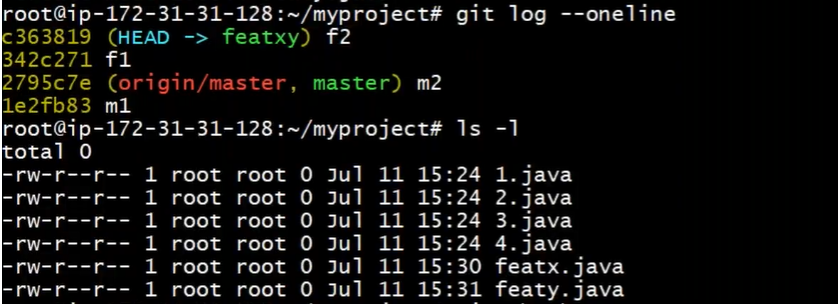 root@ip-172-31-31-128:~/myproject# git log --oneline
c363819 (HEAD -> featxy) f2
342c271 f1
2795c7e (origin/master, master) m2
1e2fb83 m1
root@ip-172-31-31-128:~/myproject# ls -l
total 0
-rw-r--r-- 1 root root 0 Jul 11 15:24 1.java
-rw-r--r-- 1 root root 0 Jul 11 15:24 2.java
-rw-r--r-- 1 root root 0 Jul 11 15:24 3.java
-rw-r--r-- 1 root root 0 Jul 11 15:24 4.java
-rw-r--r-- 1 root root 0 Jul 11 15:30 featx.java
-rw-r--r-- 1 root root 0 Jul 11 15:31 featy.java